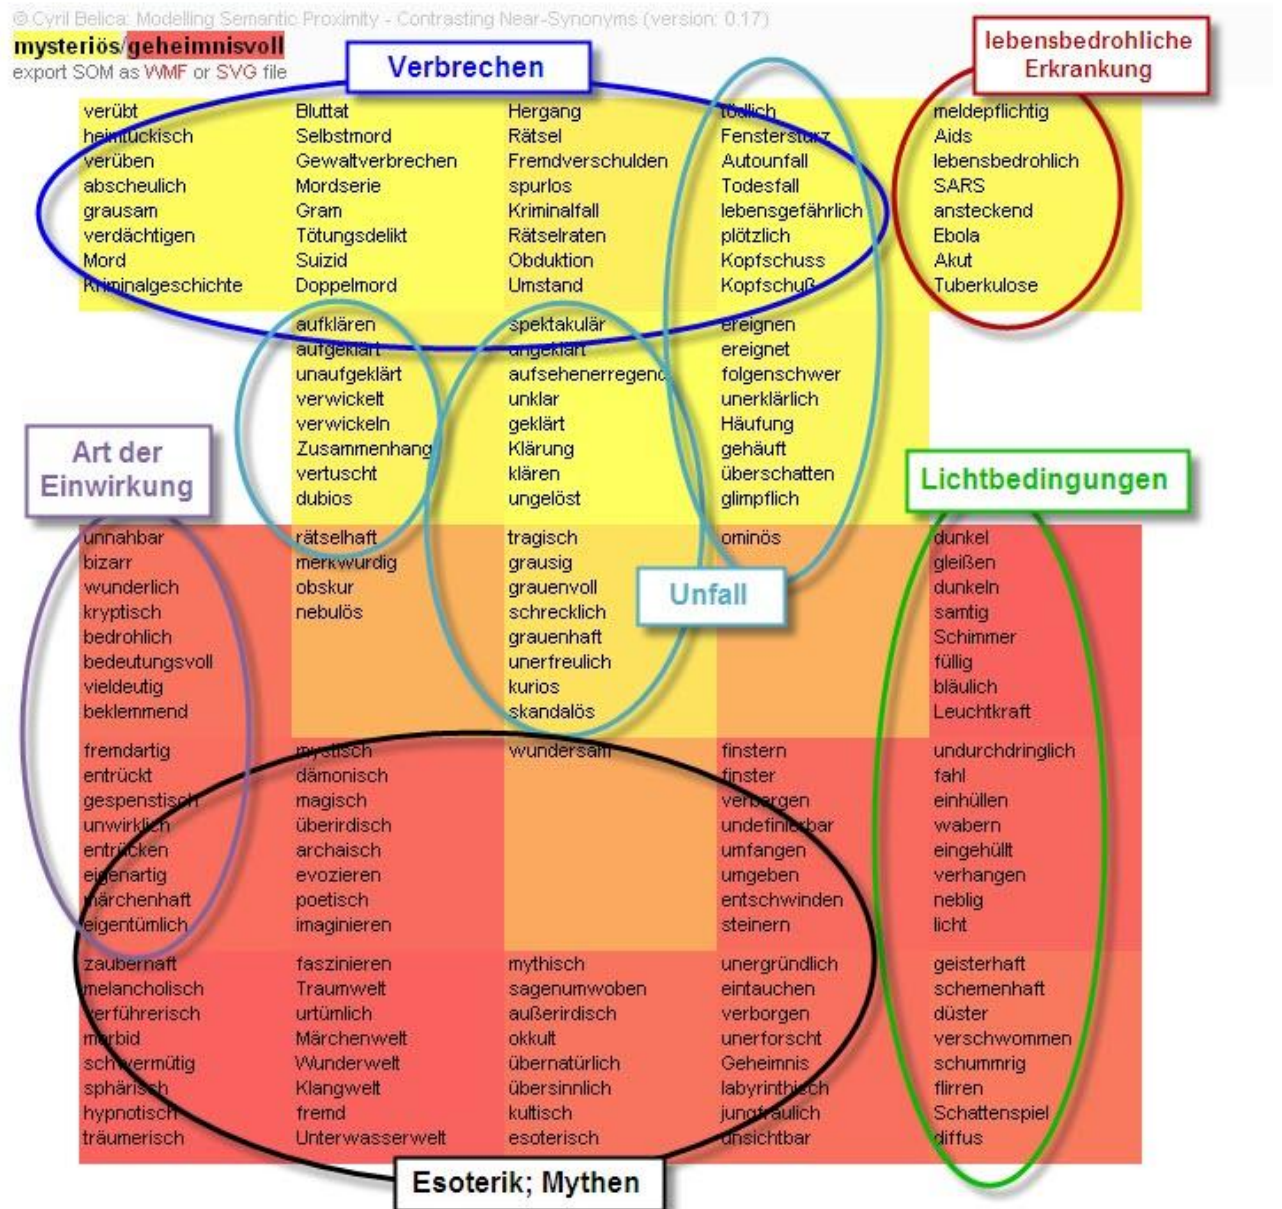 © Cyril Belica: Modelling Semantic Proximity - Contrasting Near-Synonyms (version: 0.17)
mysteriös/geheimnisvoll
export SOM as WMF or SVG file
Verbrechen
lebensbedrohliche
Erkrankung
verübt
heimtückisch
verüben
abscheulich
grausam
verdächtigen
Mord
Kriminalgeschichte
Bluttat
Selbstmord
Gewaltverbrechen
Mordserie
Gram
Tötungsdelikt
Suizid
Doppelmord
Hergang
Rätsel
Fremdverschulden
spurlos
Kriminalfall
Rätselraten
Obduktion
Umstand
tödlich
Fenstersturz
Autounfall
Todesfall
lebensgefährlich
plötzlich
Kopfschuss
Kopfschuß
meldepflichtig
Aids
lebensbedrohlich
SARS
ansteckend
Ebola
Akut
Tuberkulose
aufklären
aufgeklärt
unaufgeklärt
verwickelt
verwickeln
Zusammenhang
vertuscht
dubios
spektakulär
ungeklärt
aufsehenerregend
unklar
geklärt
Klärung
klären
ungelöst
ereignen
ereignet
folgenschwer
unerklärlich
Häufung
gehäuft
überschatten
glimpflich
Art der
Einwirkung
Lichtbedingungen
unnahbar
bizarr
wunderlich
kryptisch
bedrohlich
bedeutungsvoll
vieldeutig
beklemmend
rätselhaft
merkwürdig
obskur
nebulös
tragisch
grausig
grauenvoll
schrecklich
grauenhaft
unerfreulich
kurios
skandalös
ominös
Unfall
dunkel
gleißen
dunkeln
samtig
Schimmer
füllig
bläulich
Leuchtkraft
fremdartig
entrückt
gespenstisch
unwirklich
entrücken
eigenartig
märchenhaft
eigentümlich
mystisch
dämonisch
magisch
überirdisch
archaisch
evozieren
poetisch
imaginieren
wundersam
finstern
finster
verbergen
undefinierbar
umfangen
umgeben
entschwinden
steinern
undurchdringlich
fahl
einhüllen
wabern
eingehüllt
verhangen
neblig
licht
zauberhaft
melancholisch
verführerisch
morbid
schwermütig
sphärisch
hypnotisch
träumerisch
faszinieren
Traumwelt
urtümlich
Märchenwelt
Wunderwelt
Klangwelt
fremd
Unterwasserwelt
mythisch
sagenumwoben
außerirdisch
okkult
übernatürlich
übersinnlich
kultisch
esoterisch
unergründlich
eintauchen
verborgen
unerforscht
Geheimnis
labyrinthisch
jungfräulich
unsichtbar
geisterhaft
schemenhaft
düster
verschwommen
schummrig
flirren
Schattenspiel
diffus
Esoterik; Mythen